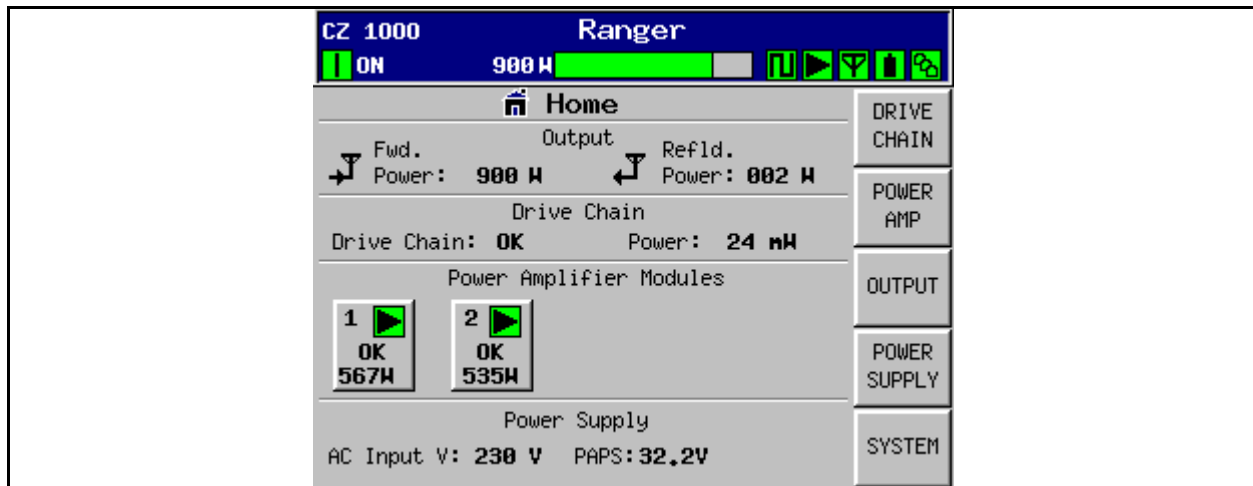 CZ 1000 Ranger
ON 900 W
Home
Output
Fwd. Power: 900 W
Refld. Power: 002 W
Drive Chain
Drive Chain: OK Power: 24 mW
Power Amplifier Modules
1 OK 567W
2 OK 535W
Power Supply
AC Input V: 230 V PAPS:32.2V
DRIVE CHAIN
POWER AMP
OUTPUT
POWER SUPPLY
SYSTEM